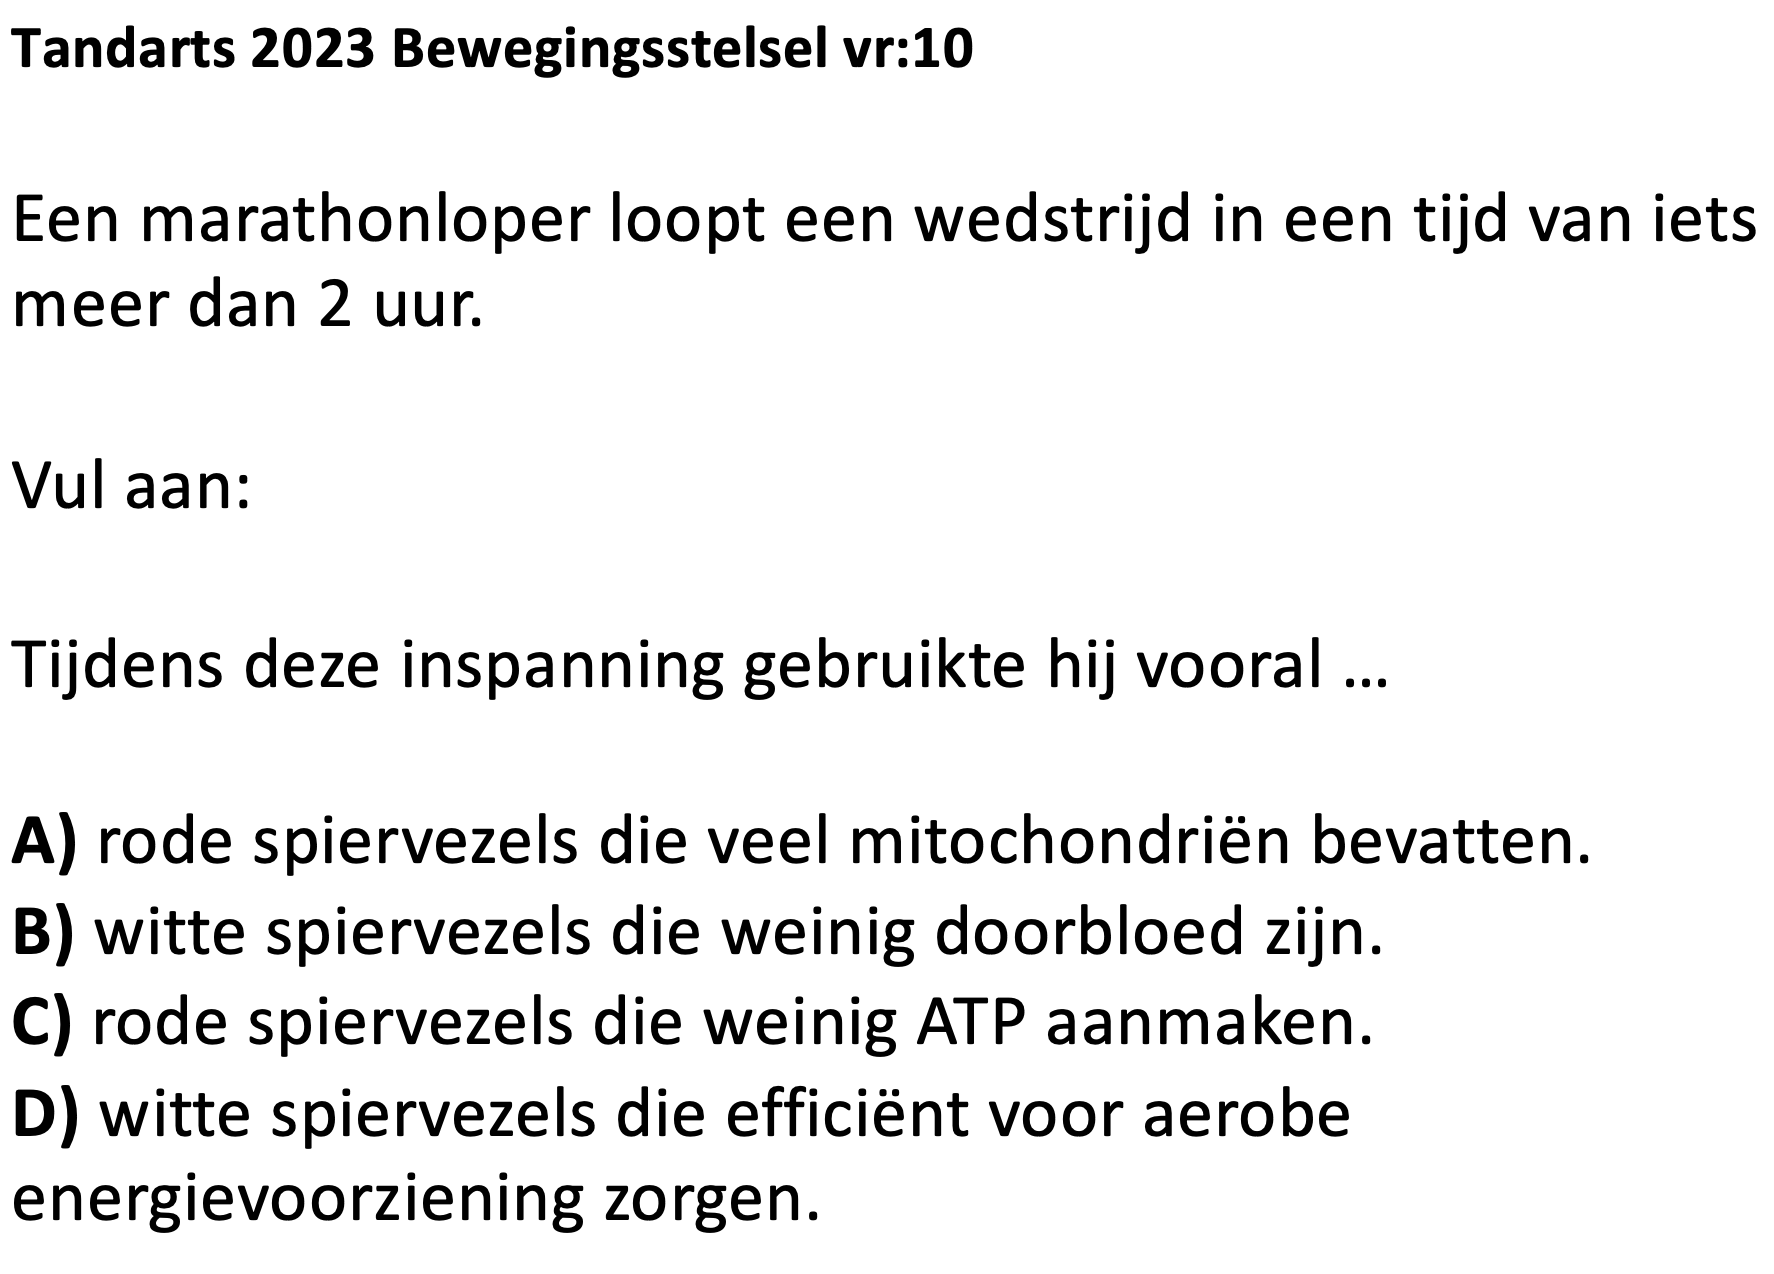 Tandarts 2023 Bewegingsstelsel vr:10
Een marathonloper loopt een wedstrijd in een tijd van iets
meer dan 2 uur.
Vul aan:
Tijdens deze inspanning gebruikte hij vooral ...
A) rode spiervezels die veel mitochondriën bevatten.
B) witte spiervezels die weinig doorbloed zijn.
C) rode spiervezels die weinig ATP aanmaken.
D) witte spiervezels die efficiënt voor aerobe
energievoorziening zorgen.